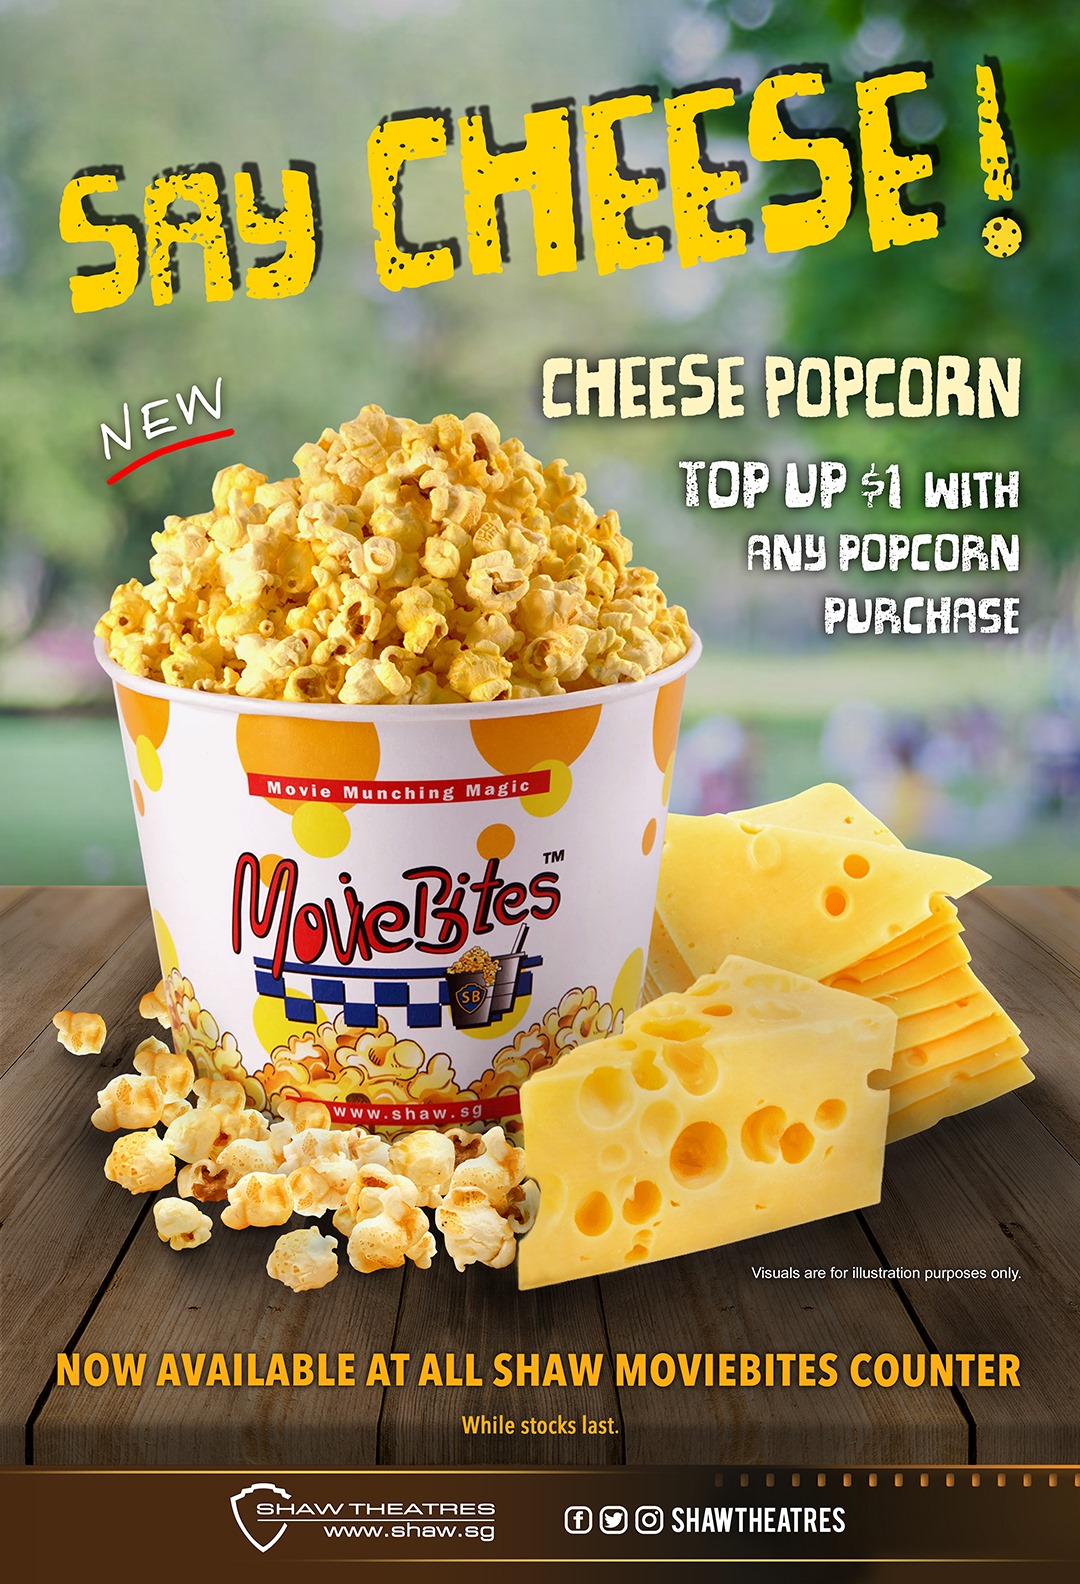 SAY CHEESE!
NEW
CHEESE POPCORN
TOP UP $1 WITH
ANY POPCORN
PURCHASE
Movie Munching Magic
MovieBites™
SB
www.shaw.sg
Visuals are for illustration purposes only.
NOW AVAILABLE AT ALL SHAW MOVIEBITES COUNTER
While stocks last.
SHAW THEATRES
www.shaw.sg
SHAWTHEATRES